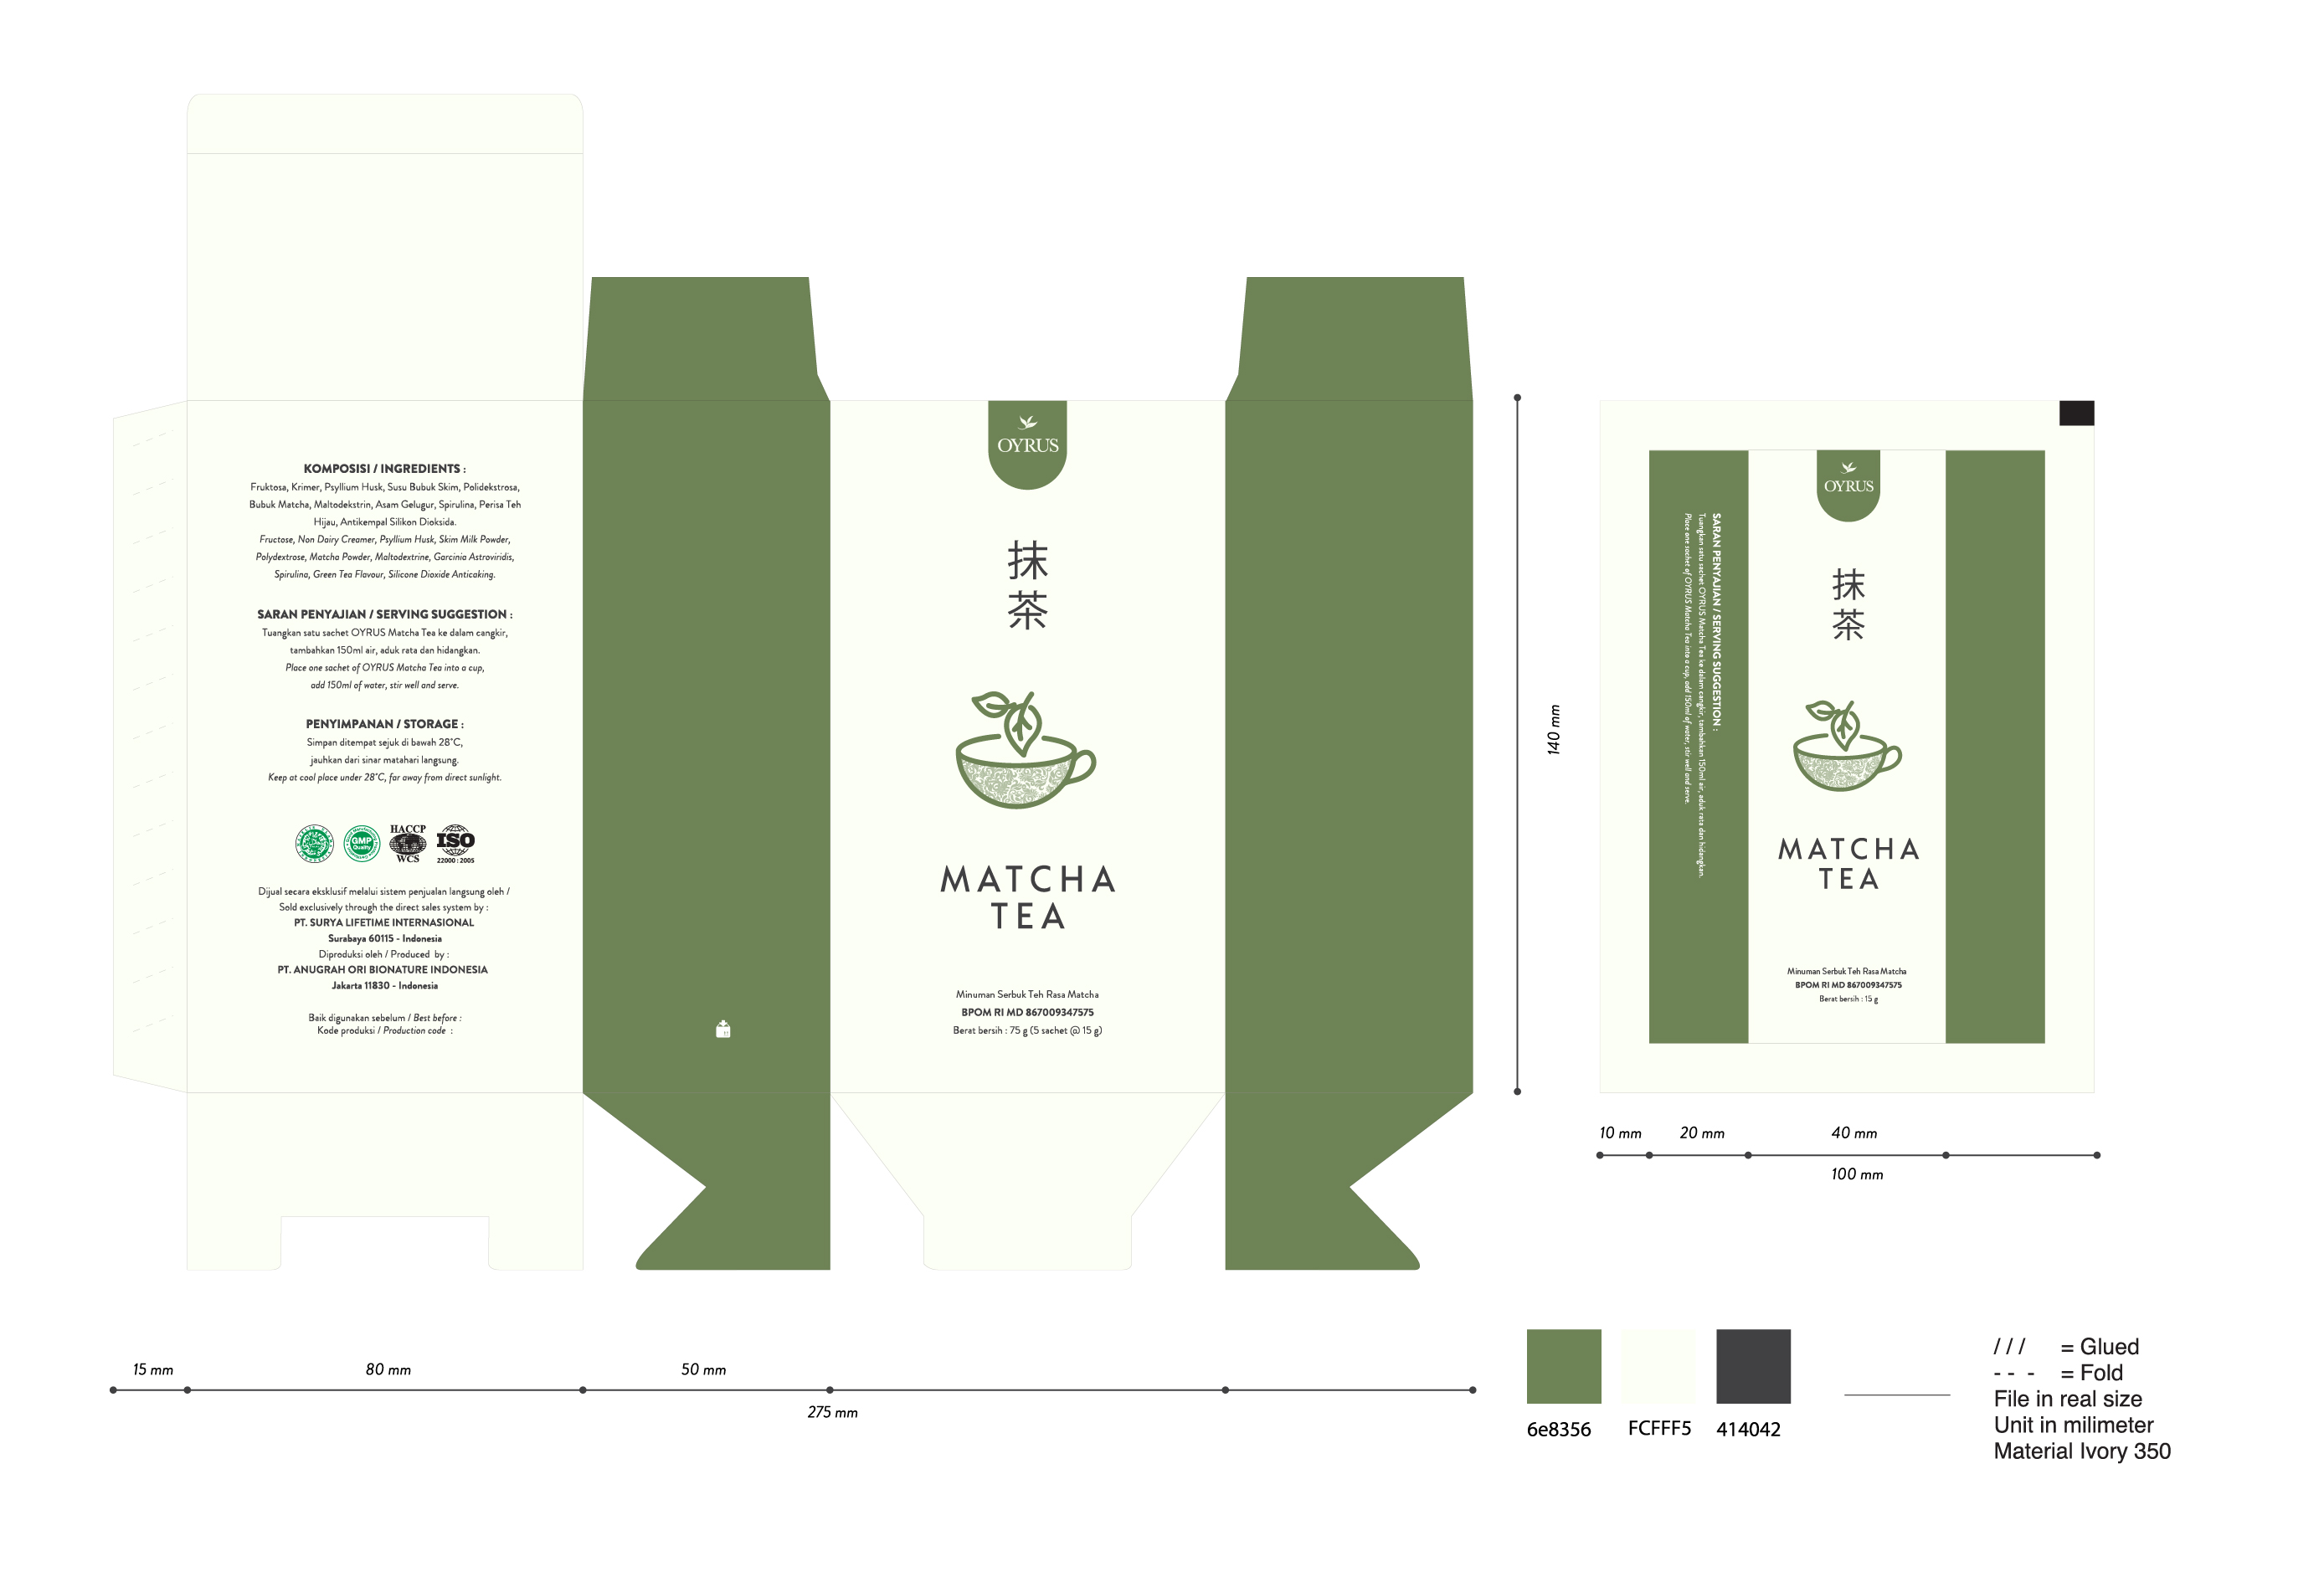 KOMPOSISI / INGREDIENTS :
Fruktosa, Krimer, Psyllium Husk, Susu Bubuk Skim, Polidekstrosa,
Bubuk Matcha, Maltodekstrin, Asam Gelugur, Spirulina, Perisa Teh
Hijau, Antikempal Silikon Dioksida.
Fructose, Non Dairy Creamer, Psyllium Husk, Skim Milk Powder,
Polydextrose, Matcha Powder, Maltodextrine, Garcinia Astroviridis,
Spirulina, Green Tea Flavour, Silicone Dioxide Anticaking.
SARAN PENYAJIAN / SERVING SUGGESTION :
Tuangkan satu sachet OYRUS Matcha Tea ke dalam cangkir,
tambahkan 150ml air, aduk rata dan hidangkan.
Place one sachet of OYRUS Matcha Tea into a cup,
add 150ml of water, stir well and serve.
PENYIMPANAN / STORAGE :
Simpan ditempat sejuk di bawah 28°C,
jauhkan dari sinar matahari langsung.
Keep at cool place under 28°C, far away from direct sunlight.
GMP
Quality
HACCP
WCS
ISO
22000 : 2005
Dijual secara eksklusif melalui sistem penjualan langsung oleh /
Sold exclusively through the direct sales system by :
PT. SURYA LIFETIME INTERNASIONAL
Surabaya 60115 - Indonesia
Diproduksi oleh / Produced by :
PT. ANUGRAH ORI BIONATURE INDONESIA
Jakarta 11830 - Indonesia
Baik digunakan sebelum / Best before :
Kode produksi / Production code :
OYRUS
抹
茶
MATCHA
TEA
Minuman Serbuk Teh Rasa Matcha
BPOM RI MD 867009347575
Berat bersih : 75 g (5 sachet @ 15 g)
140 mm
SARAN PENYAJIAN / SERVING SUGGESTION :
Tuangkan satu sachet OYRUS Matcha Tea ke dalam cangkir, tambahkan 150ml air, aduk rata dan hidangkan.
Place one sachet of OYRUS Matcha Tea into a cup, add 150ml of water, stir well and serve.
OYRUS
抹
茶
MATCHA
TEA
Minuman Serbuk Teh Rasa Matcha
BPOM RI MD 867009347575
Berat bersih : 15 g
10 mm 20 mm 40 mm
100 mm
15 mm 80 mm 50 mm
275 mm
6e8356 FCFFF5 414042
/ / / = Glued
- - - = Fold
File in real size
Unit in milimeter
Material Ivory 350